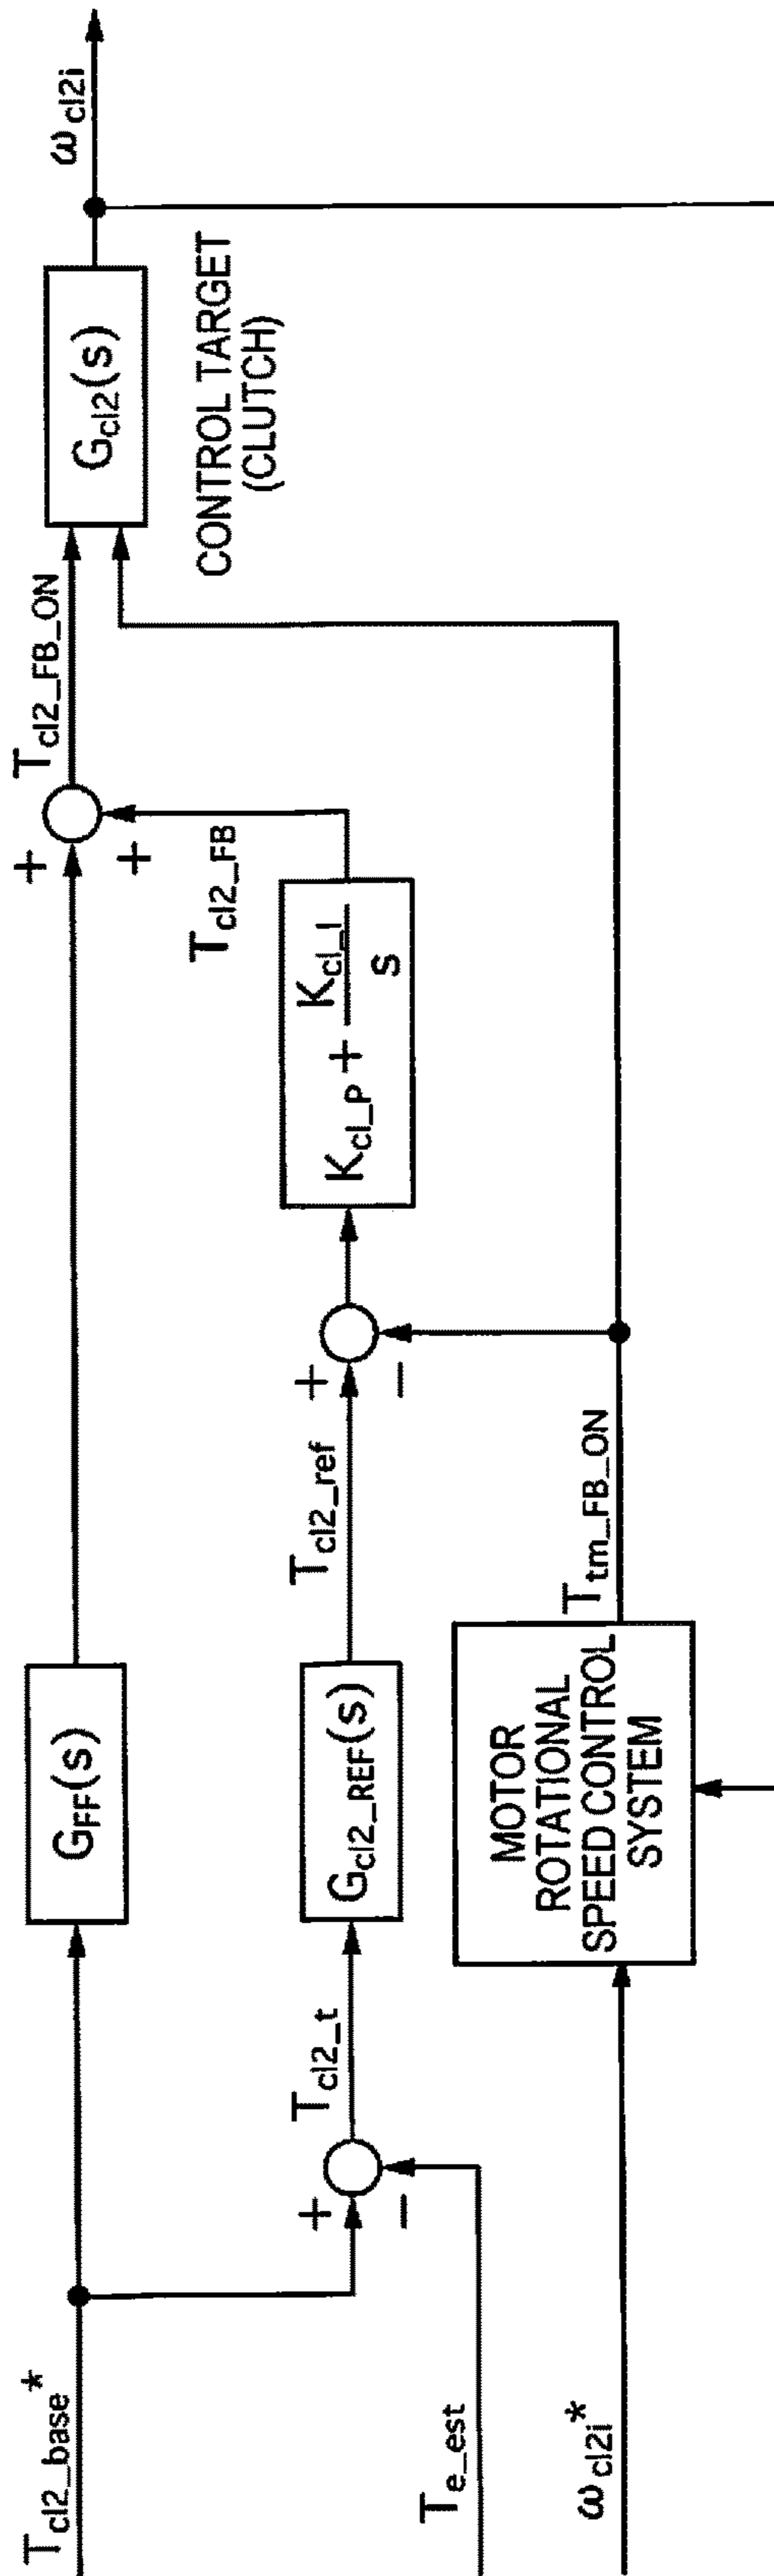 T_cl2_base*
G_FF(s)
+
+
T_cl2_FB_ON
G_cl2(s)
ω_cl2i
CONTROL TARGET
(CLUTCH)
+
−
T_cl2_t
G_cl2_REF(s)
T_cl2_ref
+
−
K_cl_P + K_cl_I
s
T_cl2_FB
T_e_est
ω_cl2i*
MOTOR
ROTATIONAL
SPEED CONTROL
SYSTEM
T_tm_FB_ON